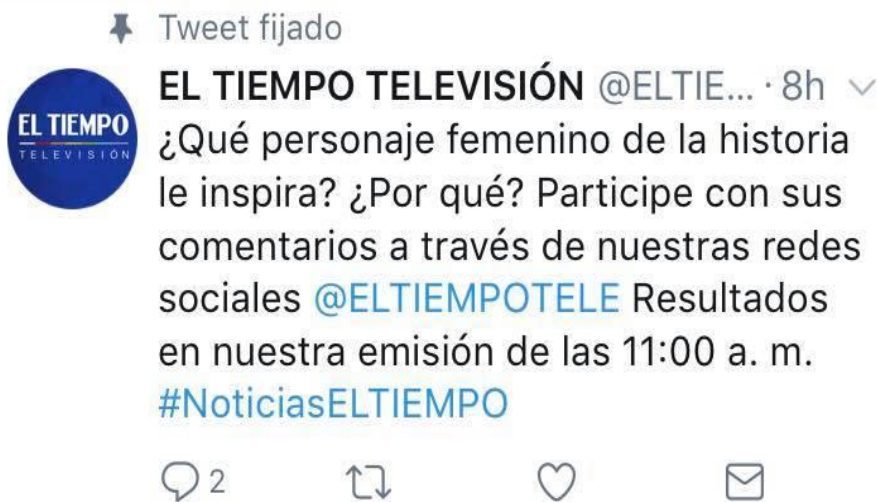 Tweet fijado
EL TIEMPO TELEVISIÓN @ELTIE... · 8h
EL TIEMPO
TELEVISIÓN
¿Qué personaje femenino de la historia
le inspira? ¿Por qué? Participe con sus
comentarios a través de nuestras redes
sociales @ELTIEMPOTELE Resultados
en nuestra emisión de las 11:00 a. m.
#NoticiasELTIEMPO
2